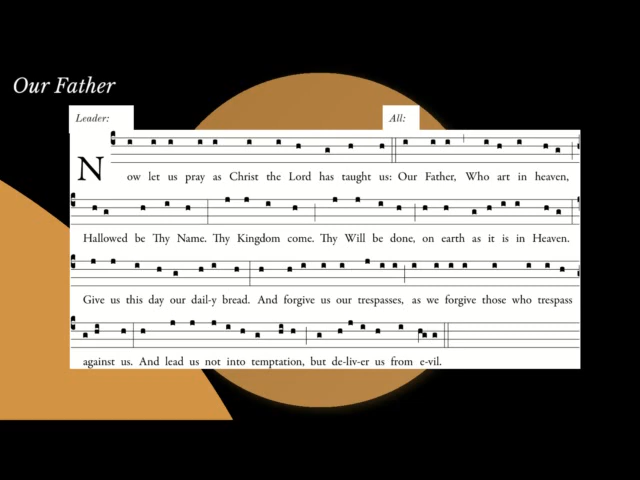 Our Father
Leader:
All:
Now let us pray as Christ the Lord has taught us: Our Father, Who art in heaven,
Hallowed be Thy Name. Thy Kingdom come. Thy Will be done, on earth as it is in Heaven.
Give us this day our dail-y bread. And forgive us our trespasses, as we forgive those who trespass
against us. And lead us not into temptation, but de-liv-er us from e-vil.